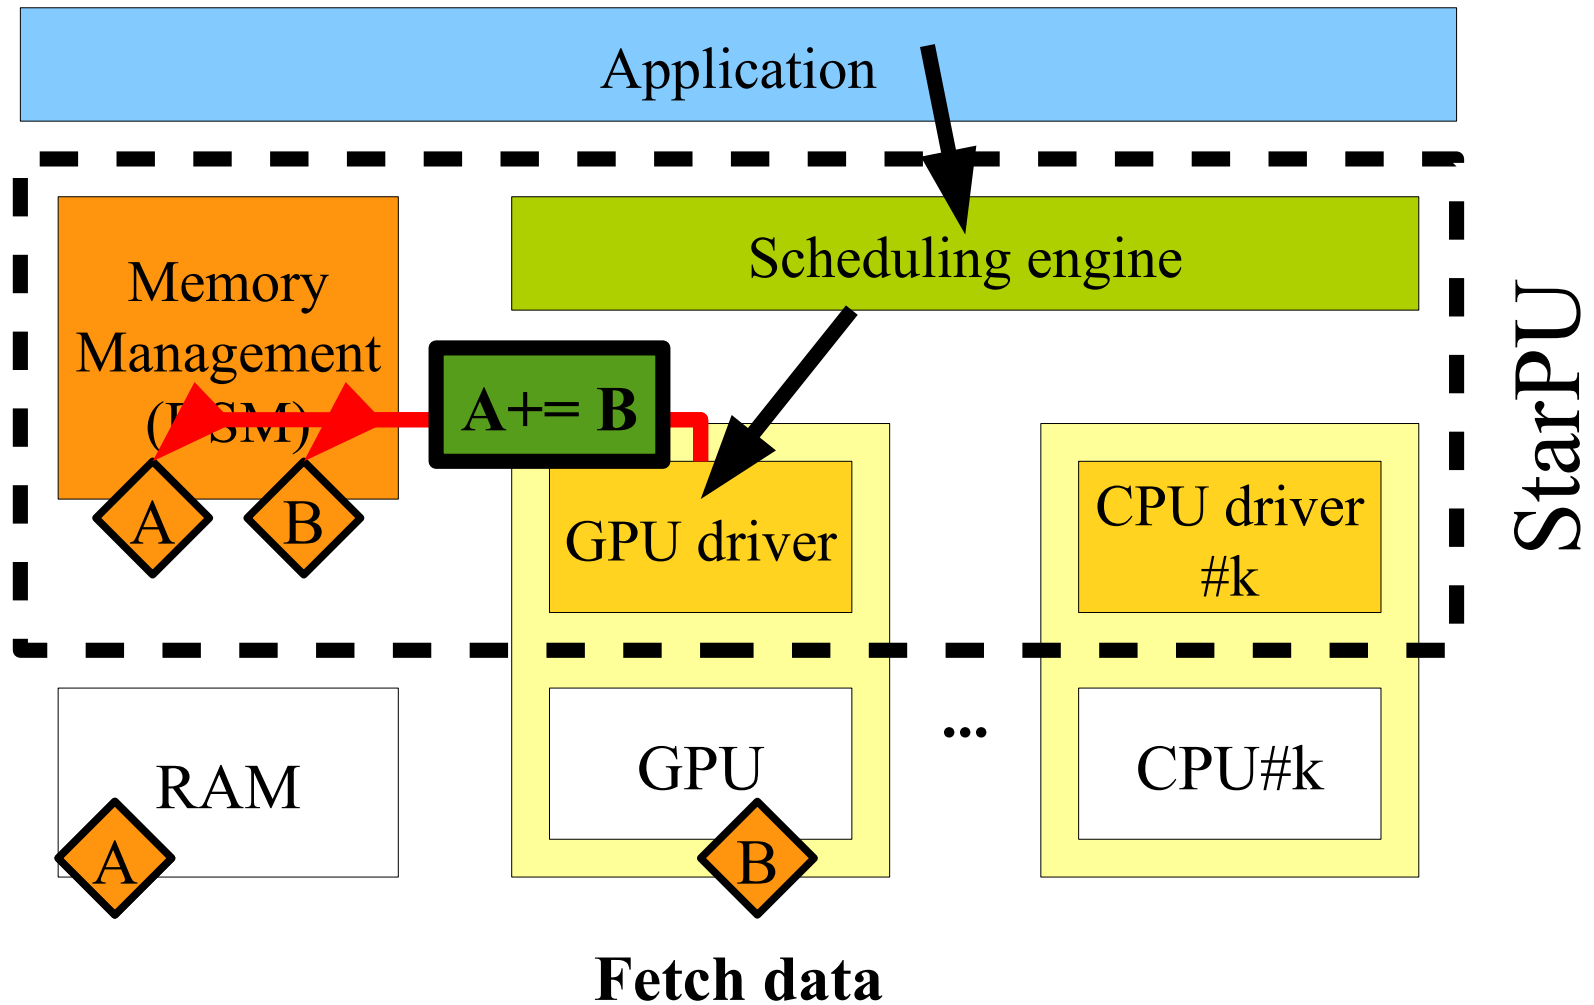 Application
Memory
Management
Scheduling engine
A+= B
A
B
GPU driver
CPU driver
#k
StarPU
RAM
A
GPU
B
...
CPU#k
Fetch data